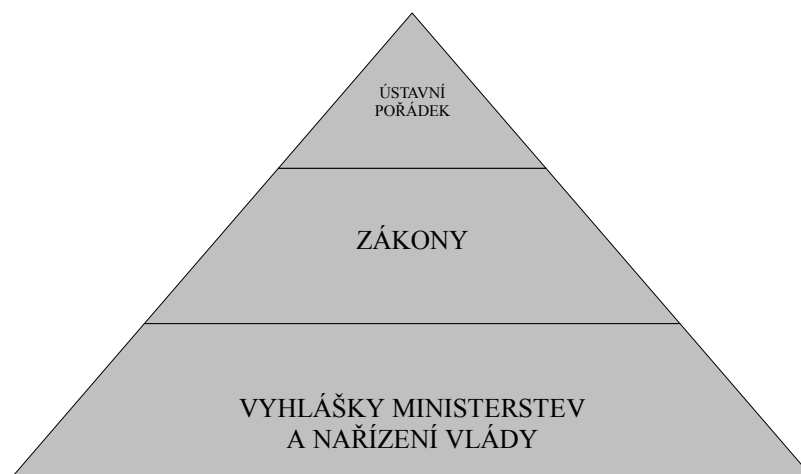 ÚSTAVNÍ
POŘÁDEK
ZÁKONY
VYHLÁŠKY MINISTERSTEV
A NAŘÍZENÍ VLÁDY